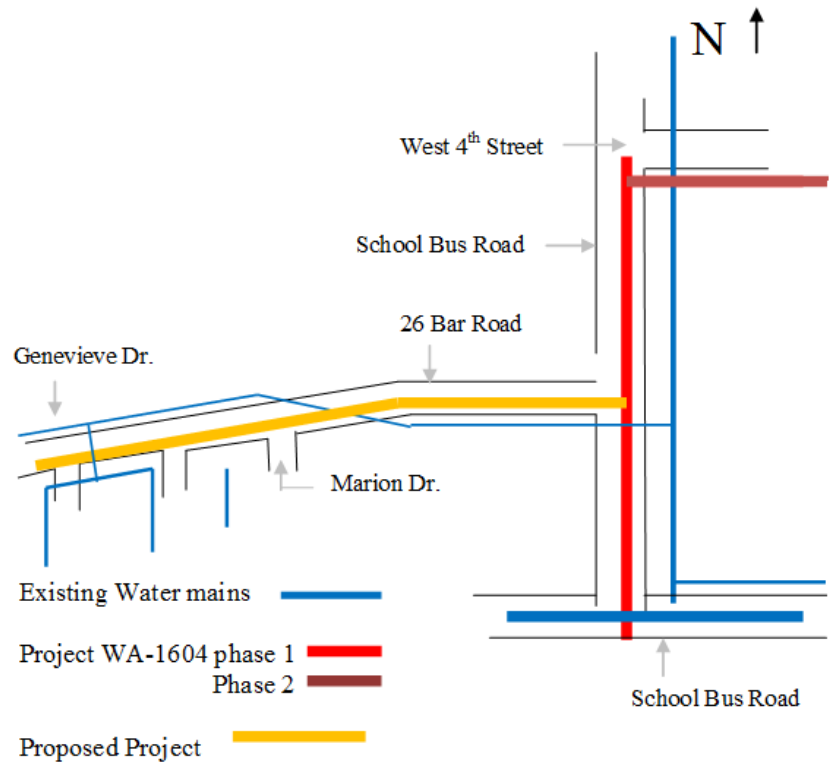 N
West 4th Street
School Bus Road
26 Bar Road
Genevieve Dr.
Marion Dr.
Existing Water mains
Project WA-1604 phase 1
Phase 2
School Bus Road
Proposed Project